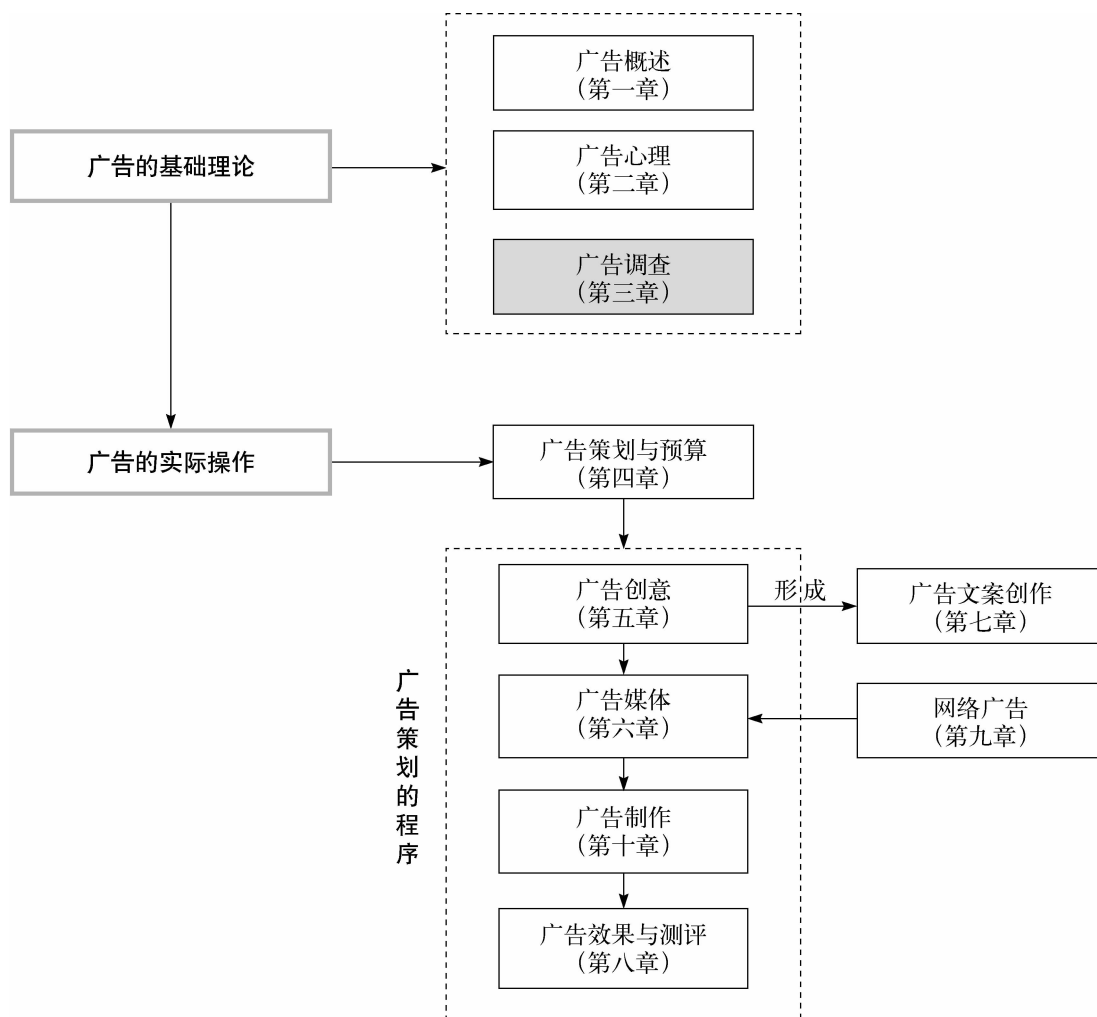 广告概述
（第一章）
广告的基础理论
广告心理
（第二章）
广告调查
（第三章）
广告的实际操作
广告策划与预算
（第四章）
广告策划的程序
广告创意
（第五章）
形成
广告文案创作
（第七章）
广告媒体
（第六章）
网络广告
（第九章）
广告制作
（第十章）
广告效果与测评
（第八章）